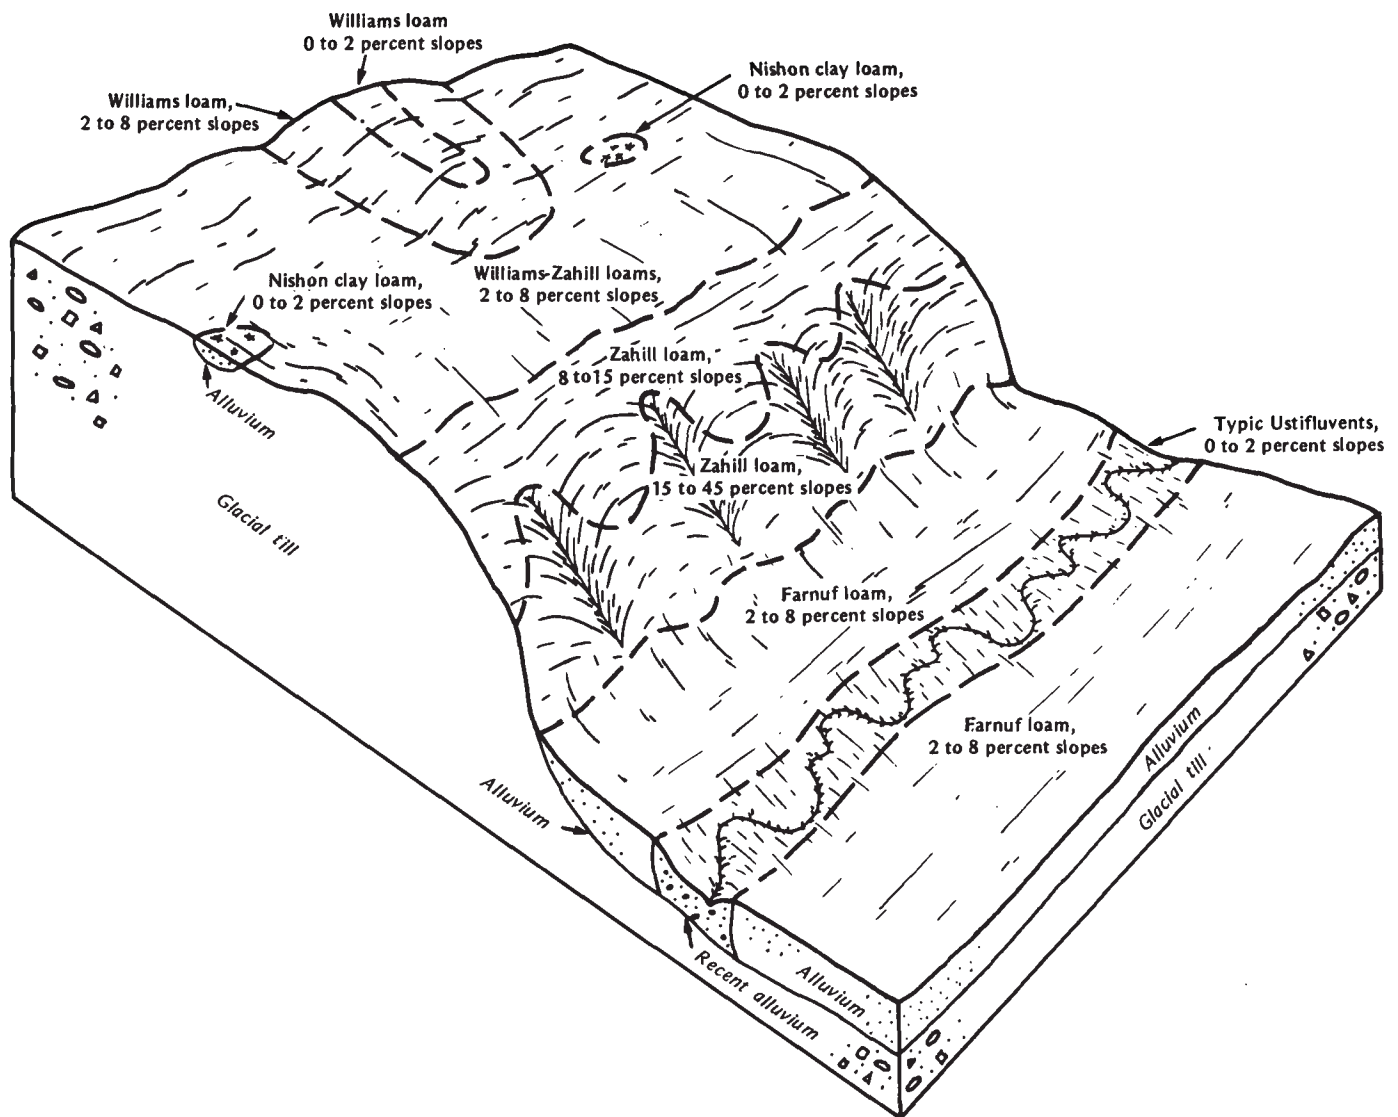 Williams loam
0 to 2 percent slopes
Nishon clay loam,
0 to 2 percent slopes
Williams loam,
2 to 8 percent slopes
Nishon clay loam,
0 to 2 percent slopes
Williams-Zahill loams,
2 to 8 percent slopes
Zahill loam,
8 to 15 percent slopes
Alluvium
Typic Ustifluvents,
0 to 2 percent slopes
Zahill loam,
15 to 45 percent slopes
Glacial till
Farnuf loam,
2 to 8 percent slopes
Farnuf loam,
2 to 8 percent slopes
Alluvium
Glacial till
Alluvium
Recent alluvium
Alluvium